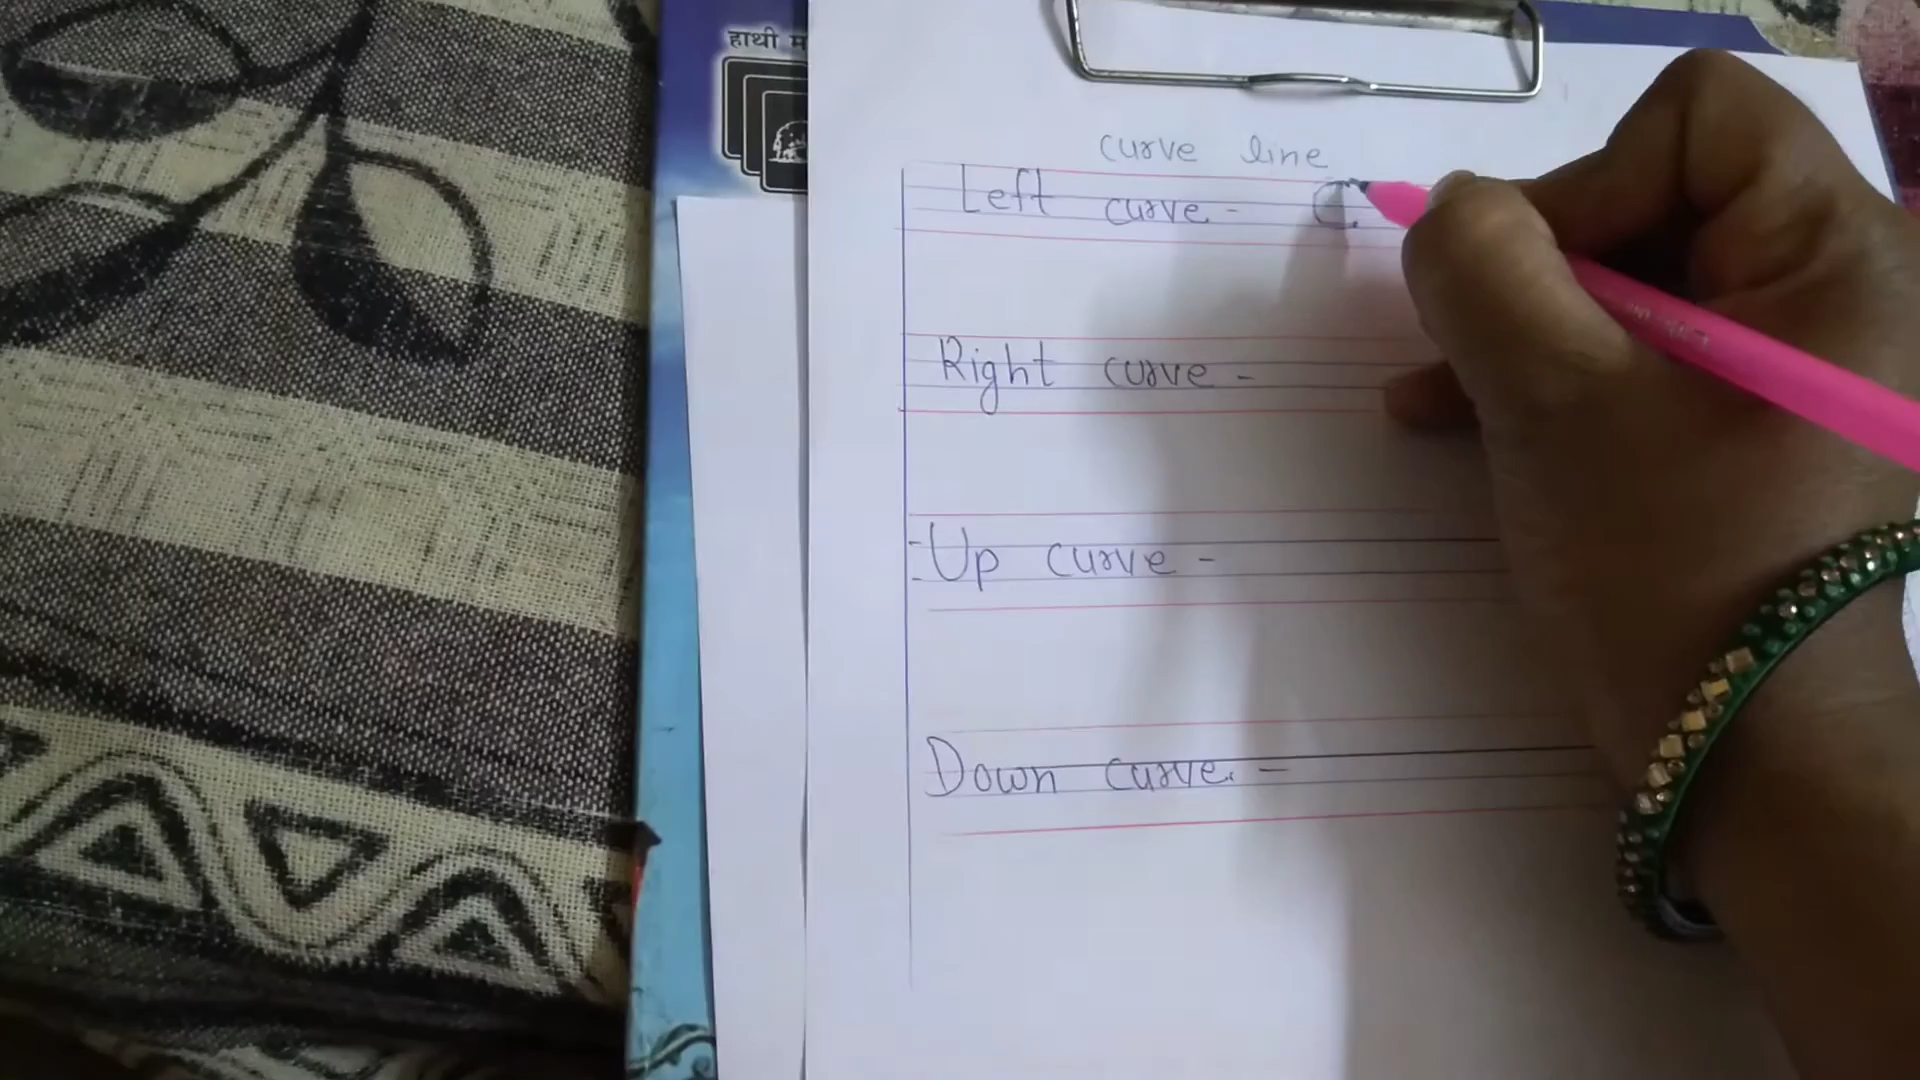 हाथी
curve line
Left curve - C
Right curve -
Up curve -
Down curve. -